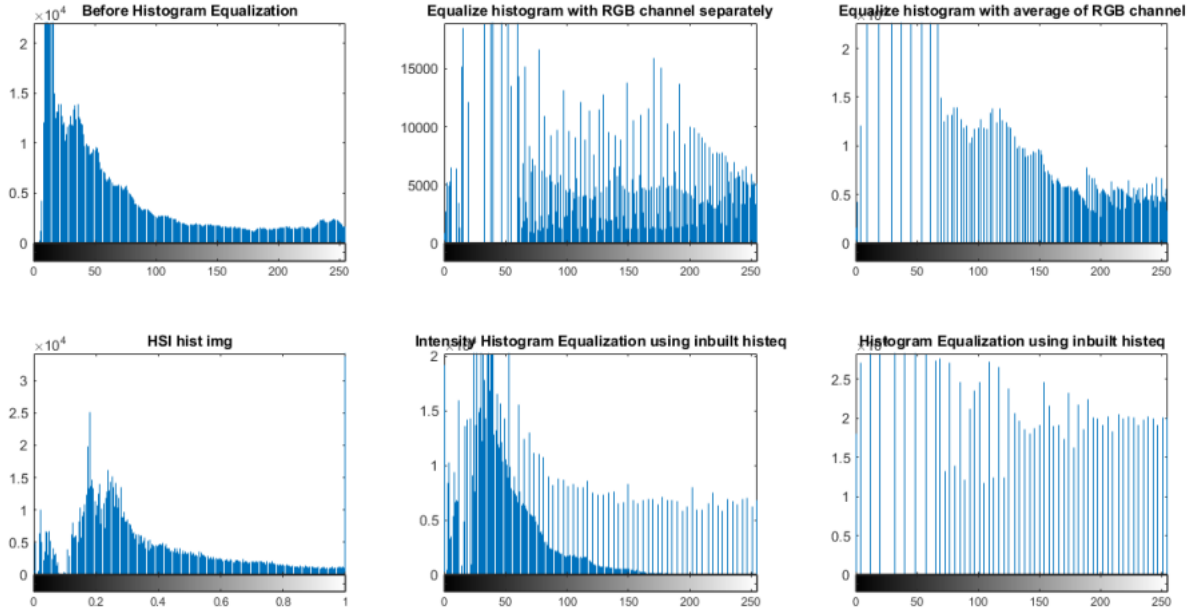 Before Histogram Equalization
×10⁴
2
1.5
1
0.5
0
0 50 100 150 200 250
Equalize histogram with RGB channel separately
15000
10000
5000
0
0 50 100 150 200 250
Equalize histogram with average of RGB channel
2
1.5
1
0.5
0
0 50 100 150 200 250
HSI hist img
×10⁴
3
2.5
2
1.5
1
0.5
0
0 0.2 0.4 0.6 0.8 1
Intensity Histogram Equalization using inbuilt histeq
2
1.5
1
0.5
0
0 50 100 150 200 250
Histogram Equalization using inbuilt histeq
2.5
2
1.5
1
0.5
0
0 50 100 150 200 250